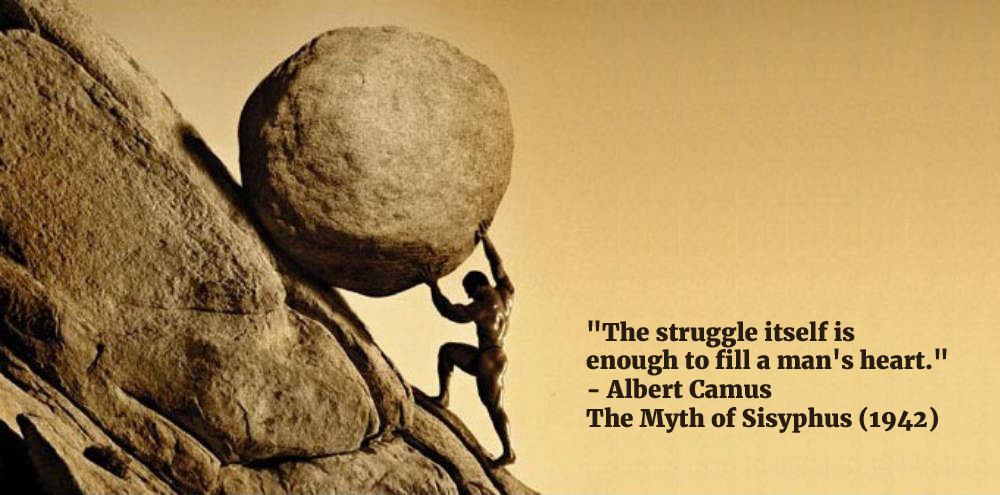 "The struggle itself is
enough to fill a man's heart."
- Albert Camus
The Myth of Sisyphus (1942)